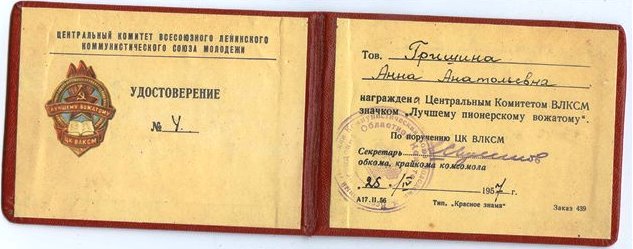 ЦЕНТРАЛЬНЫЙ КОМИТЕТ ВСЕСОЮЗНОГО ЛЕНИНСКОГО
КОММУНИСТИЧЕСКОГО СОЮЗА МОЛОДЕЖИ
ЛУЧШЕМУ ВОЖАТОМУ
ЦК ВЛКСМ
УДОСТОВЕРЕНИЕ
№ 4
Тов. Гришина
Анна Анатольевна
награждена Центральным Комитетом ВЛКСМ
значком „Лучшему пионерскому вожатому“.
По поручению ЦК ВЛКСМ
Секретарь
обкома, крайкома комсомола
„25“ IV 1957 г.
А17.II.56
Тип. „Красное знамя“
Заказ 439